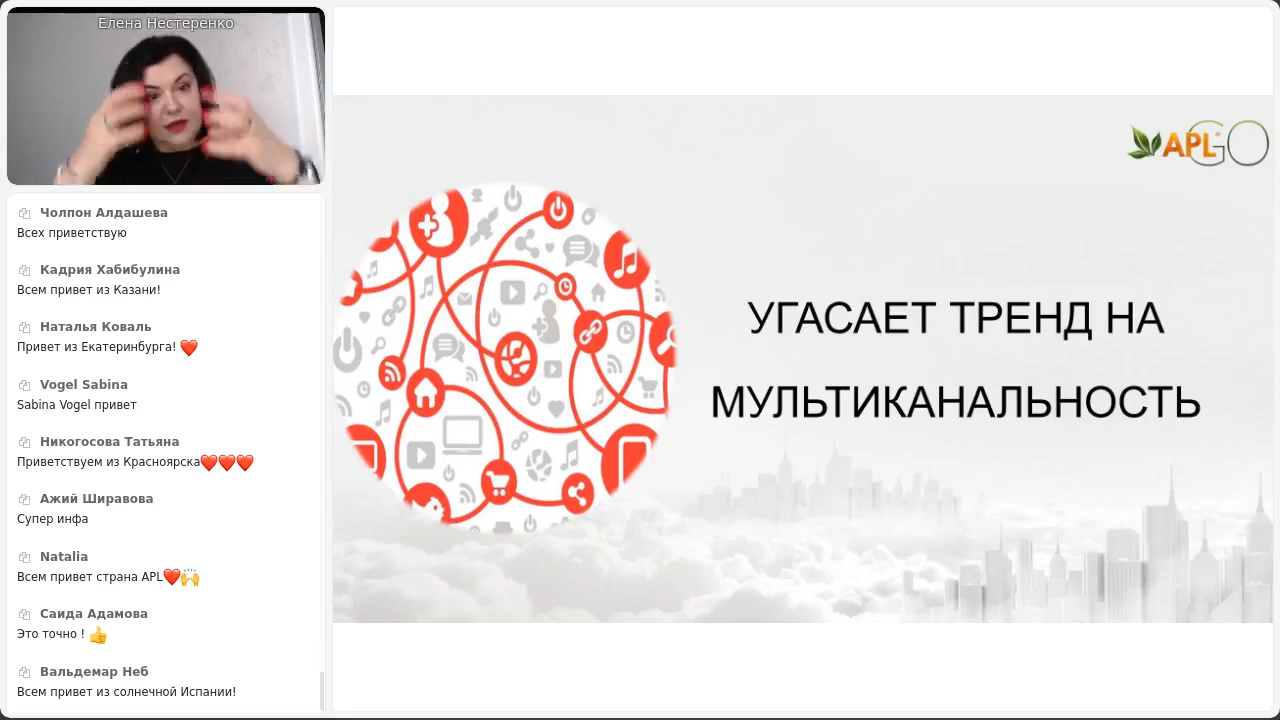 Елена Нестеренко
Чолпон Алдашева
Всех приветствую
Кадрия Хабибулина
Всем привет из Казани!
Наталья Коваль
Привет из Екатеринбурга! ❤️
Vogel Sabina
Sabina Vogel привет
Никогосова Татьяна
Приветствуем из Красноярска❤️❤️❤️
Ажий Ширавова
Супер инфа
Natalia
Всем привет страна APL❤️🙌
Саида Адамова
Это точно ! 👍
Вальдемар Неб
Всем привет из солнечной Испании!
APLGO
УГАСАЕТ ТРЕНД НА
МУЛЬТИКАНАЛЬНОСТЬ